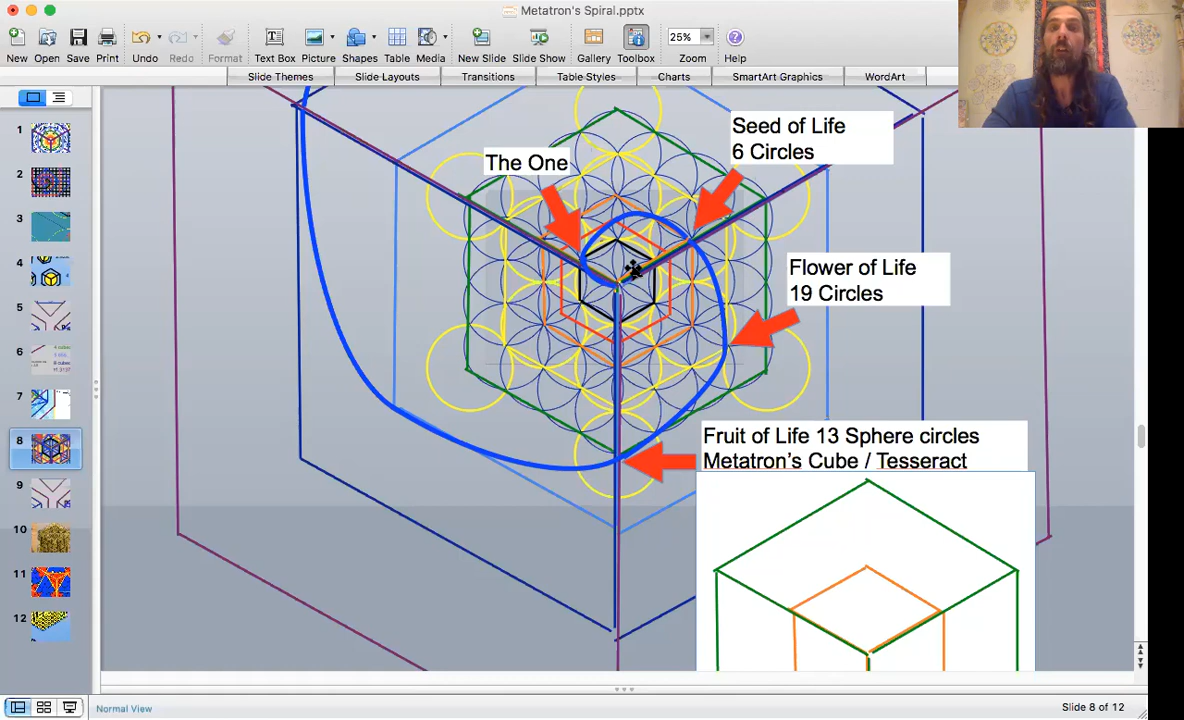 Metatron's Spiral.pptx
New Open Save Print Undo Redo Format Text Box Picture Shapes Table Media New Slide Slide Show Gallery Toolbox Zoom Help
25%
Slide Themes Slide Layouts Transitions Table Styles Charts SmartArt Graphics WordArt
1
2
3
4
5
6
7
8
9
10
11
12
The One
Seed of Life
6 Circles
Flower of Life
19 Circles
Fruit of Life 13 Sphere circles
Metatron's Cube / Tesseract
Normal View
Slide 8 of 12